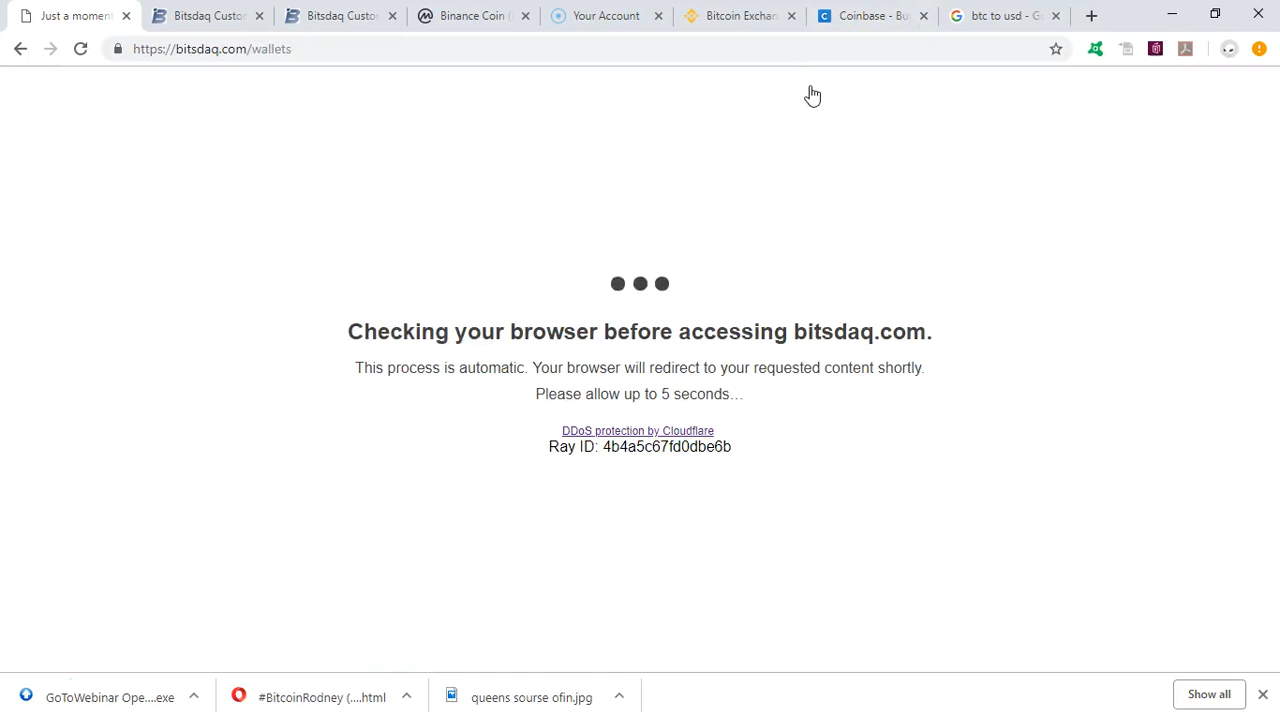 Just a momen
Bitsdaq Custo
Bitsdaq Custo
Binance Coin (
Your Account
Bitcoin Exchan
Coinbase - Bu
btc to usd - G
https://bitsdaq.com/wallets
Checking your browser before accessing bitsdaq.com.
This process is automatic. Your browser will redirect to your requested content shortly.
Please allow up to 5 seconds…
DDoS protection by Cloudflare
Ray ID: 4b4a5c67fd0dbe6b
GoToWebinar Ope....exe
#BitcoinRodney (....html
queens sourse ofin.jpg
Show all